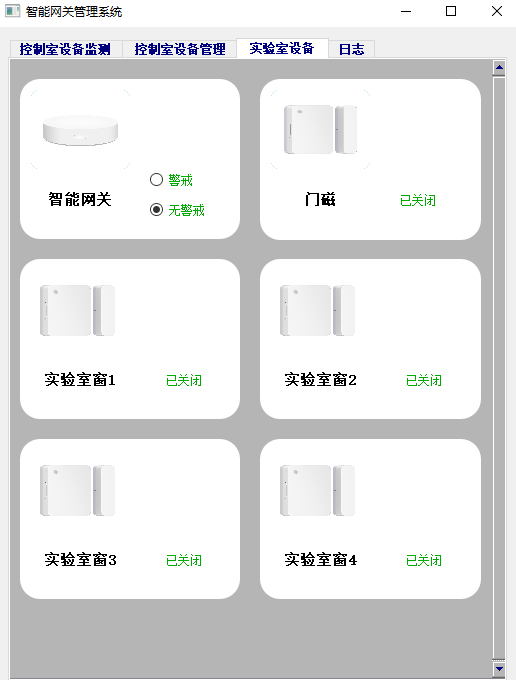 智能网关管理系统
控制室设备监测 控制室设备管理 实验室设备 日志
警戒
智能网关 无警戒
门磁 已关闭
实验室窗1 已关闭
实验室窗2 已关闭
实验室窗3 已关闭
实验室窗4 已关闭